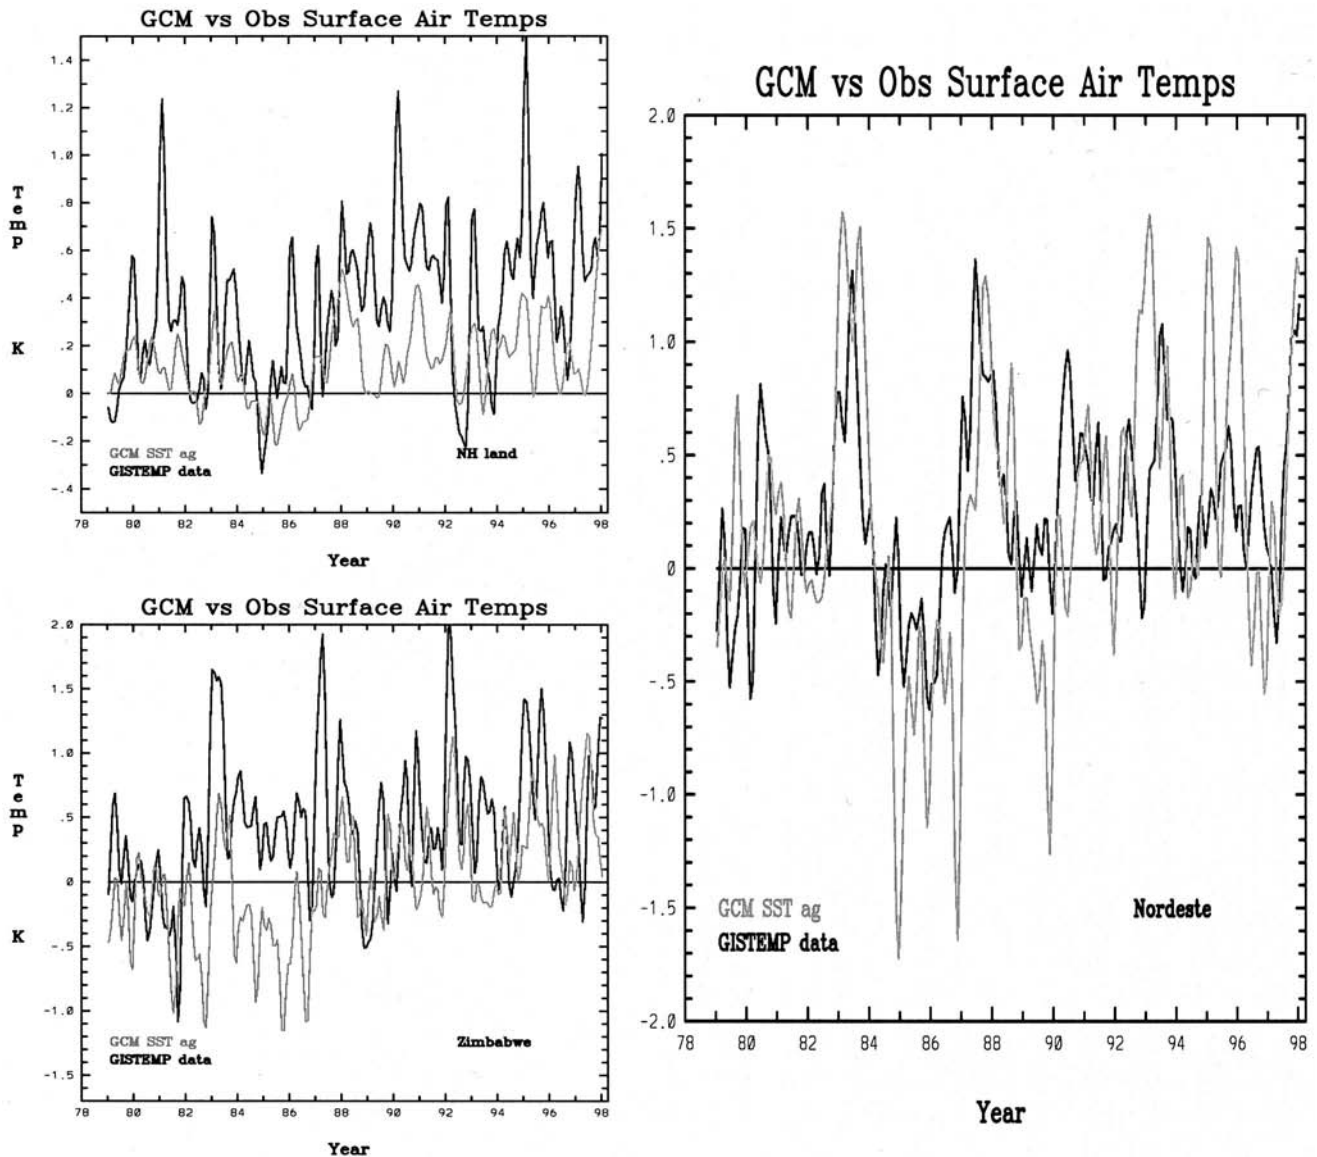 GCM vs Obs Surface Air Temps
1.4
1.2
1.0
.8
.6
.4
.2
0
-.2
-.4
Temp
K
GCM SST ag
GISTEMP data
NH land
78 80 82 84 86 88 90 92 94 96 98
Year
GCM vs Obs Surface Air Temps
2.0
1.5
1.0
.5
0
-.5
-1.0
-1.5
Temp
K
GCM SST ag
GISTEMP data
Zimbabwe
78 80 82 84 86 88 90 92 94 96 98
Year
GCM vs Obs Surface Air Temps
2.0
1.5
1.0
.5
0
-.5
-1.0
-1.5
-2.0
GCM SST ag
GISTEMP data
Nordeste
78 80 82 84 86 88 90 92 94 96 98
Year